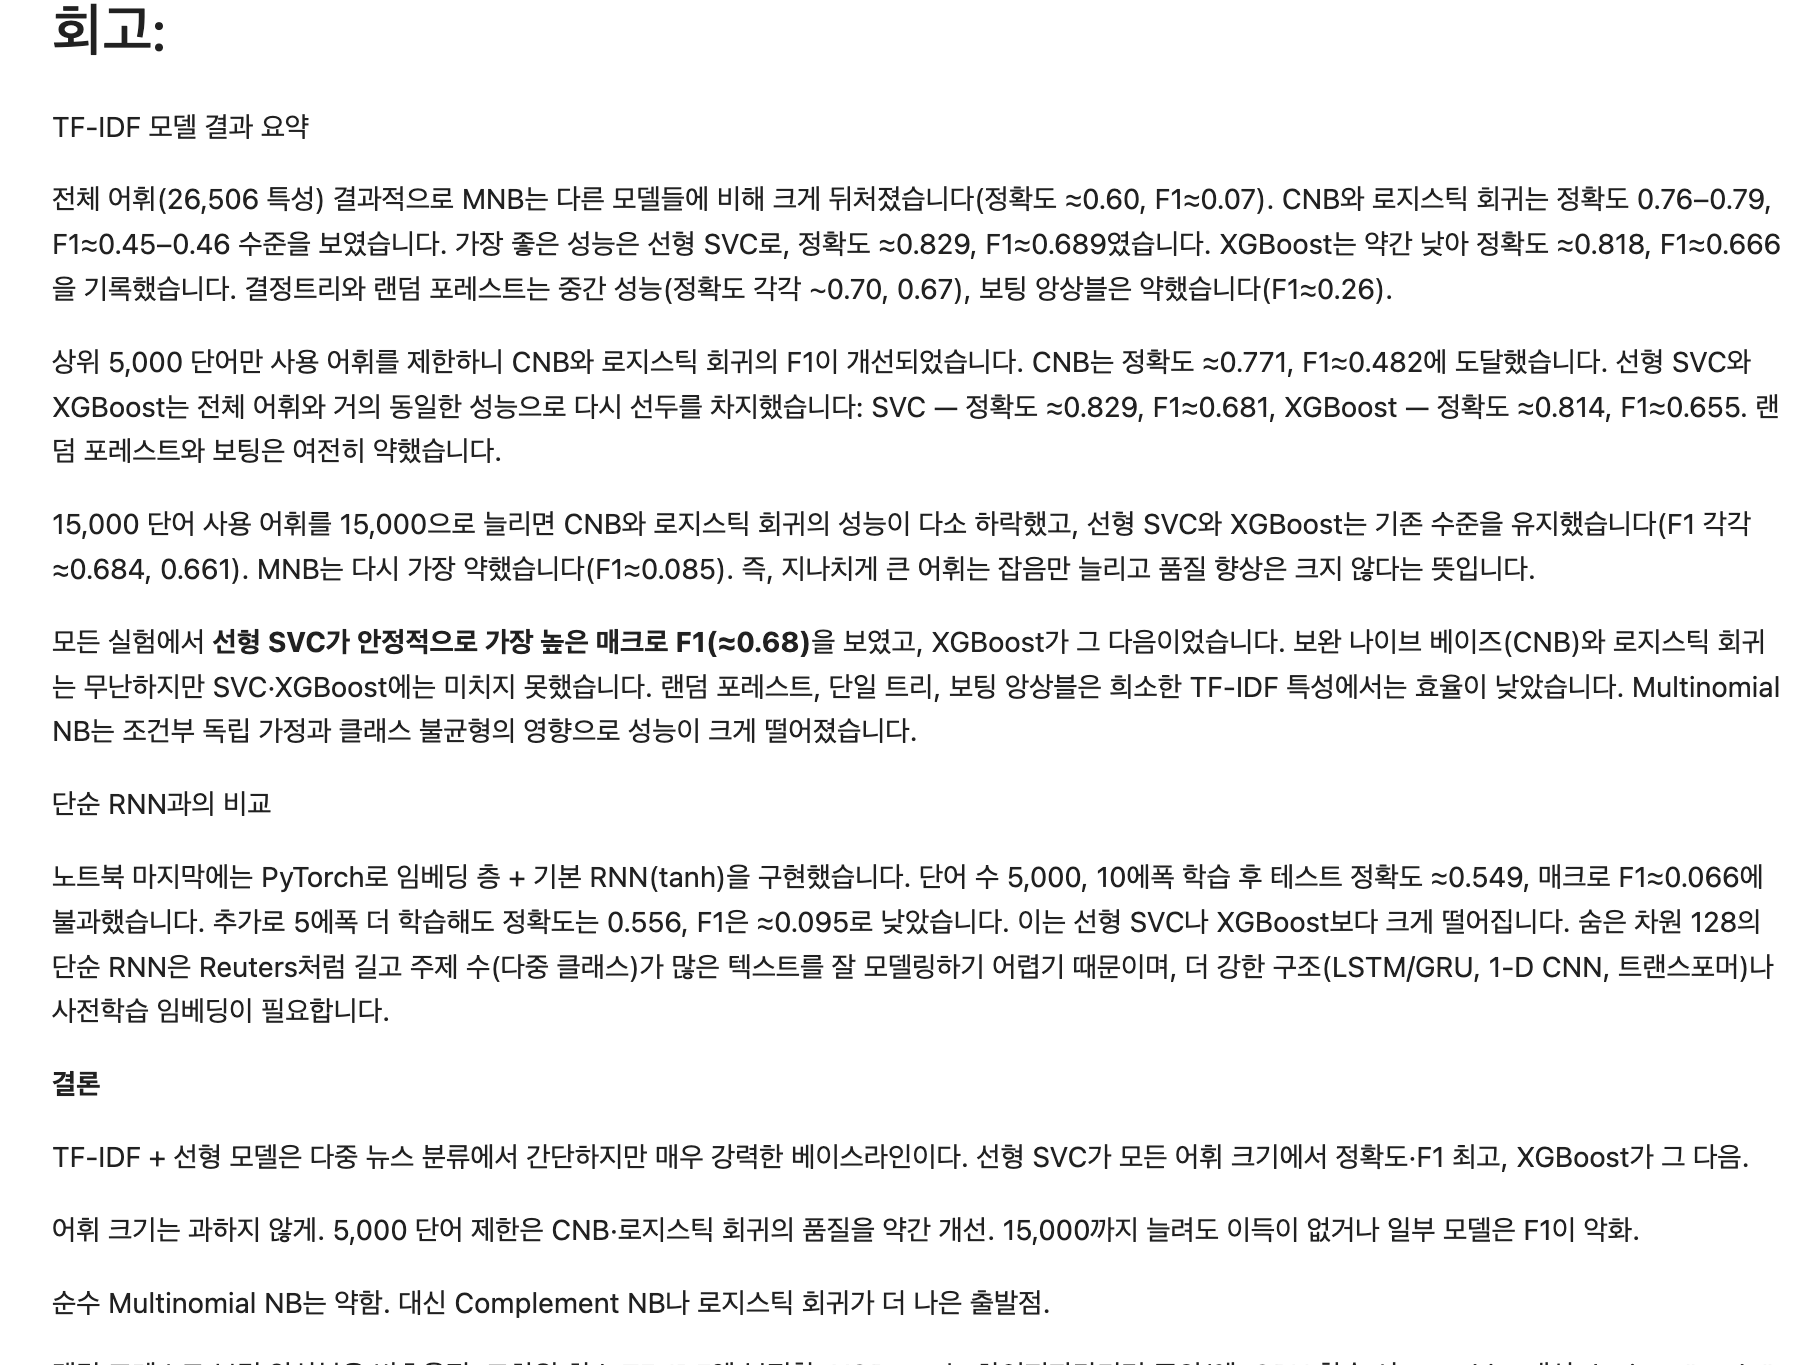 회고:
TF-IDF 모델 결과 요약
전체 어휘(26,506 특성) 결과적으로 MNB는 다른 모델들에 비해 크게 뒤처졌습니다(정확도 ≈0.60, F1≈0.07). CNB와 로지스틱 회귀는 정확도 0.76–0.79,
F1≈0.45–0.46 수준을 보였습니다. 가장 좋은 성능은 선형 SVC로, 정확도 ≈0.829, F1≈0.689였습니다. XGBoost는 약간 낮아 정확도 ≈0.818, F1≈0.666
을 기록했습니다. 결정트리와 랜덤 포레스트는 중간 성능(정확도 각각 ~0.70, 0.67), 보팅 앙상블은 약했습니다(F1≈0.26).
상위 5,000 단어만 사용 어휘를 제한하니 CNB와 로지스틱 회귀의 F1이 개선되었습니다. CNB는 정확도 ≈0.771, F1≈0.482에 도달했습니다. 선형 SVC와
XGBoost는 전체 어휘와 거의 동일한 성능으로 다시 선두를 차지했습니다: SVC — 정확도 ≈0.829, F1≈0.681, XGBoost — 정확도 ≈0.814, F1≈0.655. 랜
덤 포레스트와 보팅은 여전히 약했습니다.
15,000 단어 사용 어휘를 15,000으로 늘리면 CNB와 로지스틱 회귀의 성능이 다소 하락했고, 선형 SVC와 XGBoost는 기존 수준을 유지했습니다(F1 각각
≈0.684, 0.661). MNB는 다시 가장 약했습니다(F1≈0.085). 즉, 지나치게 큰 어휘는 잡음만 늘리고 품질 향상은 크지 않다는 뜻입니다.
모든 실험에서 선형 SVC가 안정적으로 가장 높은 매크로 F1(≈0.68)을 보였고, XGBoost가 그 다음이었습니다. 보완 나이브 베이즈(CNB)와 로지스틱 회귀
는 무난하지만 SVC·XGBoost에는 미치지 못했습니다. 랜덤 포레스트, 단일 트리, 보팅 앙상블은 희소한 TF-IDF 특성에서는 효율이 낮았습니다. Multinomial
NB는 조건부 독립 가정과 클래스 불균형의 영향으로 성능이 크게 떨어졌습니다.
단순 RNN과의 비교
노트북 마지막에는 PyTorch로 임베딩 층 + 기본 RNN(tanh)을 구현했습니다. 단어 수 5,000, 10에폭 학습 후 테스트 정확도 ≈0.549, 매크로 F1≈0.066에
불과했습니다. 추가로 5에폭 더 학습해도 정확도는 0.556, F1은 ≈0.095로 낮았습니다. 이는 선형 SVC나 XGBoost보다 크게 떨어집니다. 숨은 차원 128의
단순 RNN은 Reuters처럼 길고 주제 수(다중 클래스)가 많은 텍스트를 잘 모델링하기 어렵기 때문이며, 더 강한 구조(LSTM/GRU, 1-D CNN, 트랜스포머)나
사전학습 임베딩이 필요합니다.
결론
TF-IDF + 선형 모델은 다중 뉴스 분류에서 간단하지만 매우 강력한 베이스라인이다. 선형 SVC가 모든 어휘 크기에서 정확도·F1 최고, XGBoost가 그 다음.
어휘 크기는 과하지 않게. 5,000 단어 제한은 CNB·로지스틱 회귀의 품질을 약간 개선. 15,000까지 늘려도 이득이 없거나 일부 모델은 F1이 악화.
순수 Multinomial NB는 약함. 대신 Complement NB나 로지스틱 회귀가 더 나은 출발점.